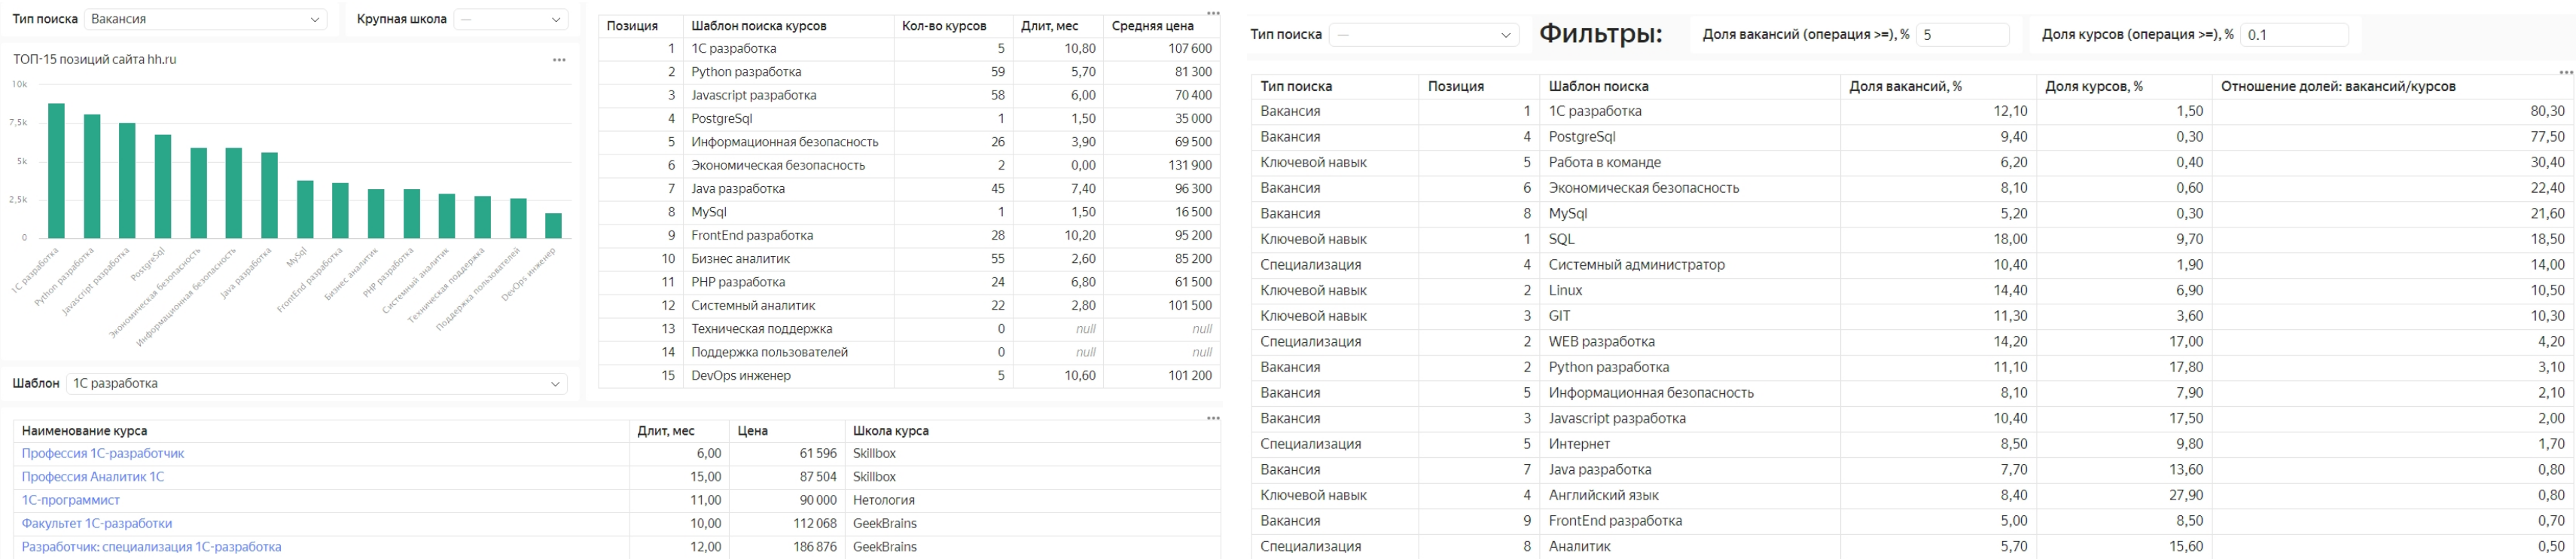 Тип поиска Вакансия
Крупная школа —
ТОП-15 позиций сайта hh.ru
10k
7,5k
5k
2,5k
0
1С разработка
Python разработка
Javascript разработка
PostgreSql
Экономическая безопасность
Информационная безопасность
Java разработка
MySql
FrontEnd разработка
Бизнес аналитик
PHP разработка
Системный аналитик
Техническая поддержка
Поддержка пользователей
DevOps инженер
Шаблон 1С разработка
Позиция Шаблон поиска курсов Кол-во курсов Длит, мес Средняя цена
1 1С разработка 5 10,80 107 600
2 Python разработка 59 5,70 81 300
3 Javascript разработка 58 6,00 70 400
4 PostgreSql 1 1,50 35 000
5 Информационная безопасность 26 3,90 69 500
6 Экономическая безопасность 2 0,00 131 900
7 Java разработка 45 7,40 96 300
8 MySql 1 1,50 16 500
9 FrontEnd разработка 28 10,20 95 200
10 Бизнес аналитик 55 2,60 85 200
11 PHP разработка 24 6,80 61 500
12 Системный аналитик 22 2,80 101 500
13 Техническая поддержка 0 null null
14 Поддержка пользователей 0 null null
15 DevOps инженер 5 10,60 101 200
Наименование курса Длит, мес Цена Школа курса
Профессия 1С-разработчик 6,00 61 596 Skillbox
Профессия Аналитик 1С 15,00 87 504 Skillbox
1С-программист 11,00 90 000 Нетология
Факультет 1С-разработки 10,00 112 068 GeekBrains
Разработчик: специализация 1С-разработка 12,00 186 876 GeekBrains
Тип поиска — Фильтры: Доля вакансий (операция >=), % 5 Доля курсов (операция >=), % 0.1
Тип поиска Позиция Шаблон поиска Доля вакансий, % Доля курсов, % Отношение долей: вакансий/курсов
Вакансия 1 1С разработка 12,10 1,50 80,30
Вакансия 4 PostgreSql 9,40 0,30 77,50
Ключевой навык 5 Работа в команде 6,20 0,40 30,40
Вакансия 6 Экономическая безопасность 8,10 0,60 22,40
Вакансия 8 MySql 5,20 0,30 21,60
Ключевой навык 1 SQL 18,00 9,70 18,50
Специализация 4 Системный администратор 10,40 1,90 14,00
Ключевой навык 2 Linux 14,40 6,90 10,50
Ключевой навык 3 GIT 11,30 3,60 10,30
Специализация 2 WEB разработка 14,20 17,00 4,20
Вакансия 2 Python разработка 11,10 17,80 3,10
Вакансия 5 Информационная безопасность 8,10 7,90 2,10
Вакансия 3 Javascript разработка 10,40 17,50 2,00
Специализация 5 Интернет 8,50 9,80 1,70
Вакансия 7 Java разработка 7,70 13,60 0,80
Ключевой навык 4 Английский язык 8,40 27,90 0,80
Вакансия 9 FrontEnd разработка 5,00 8,50 0,70
Специализация 8 Аналитик 5,70 15,60 0,50